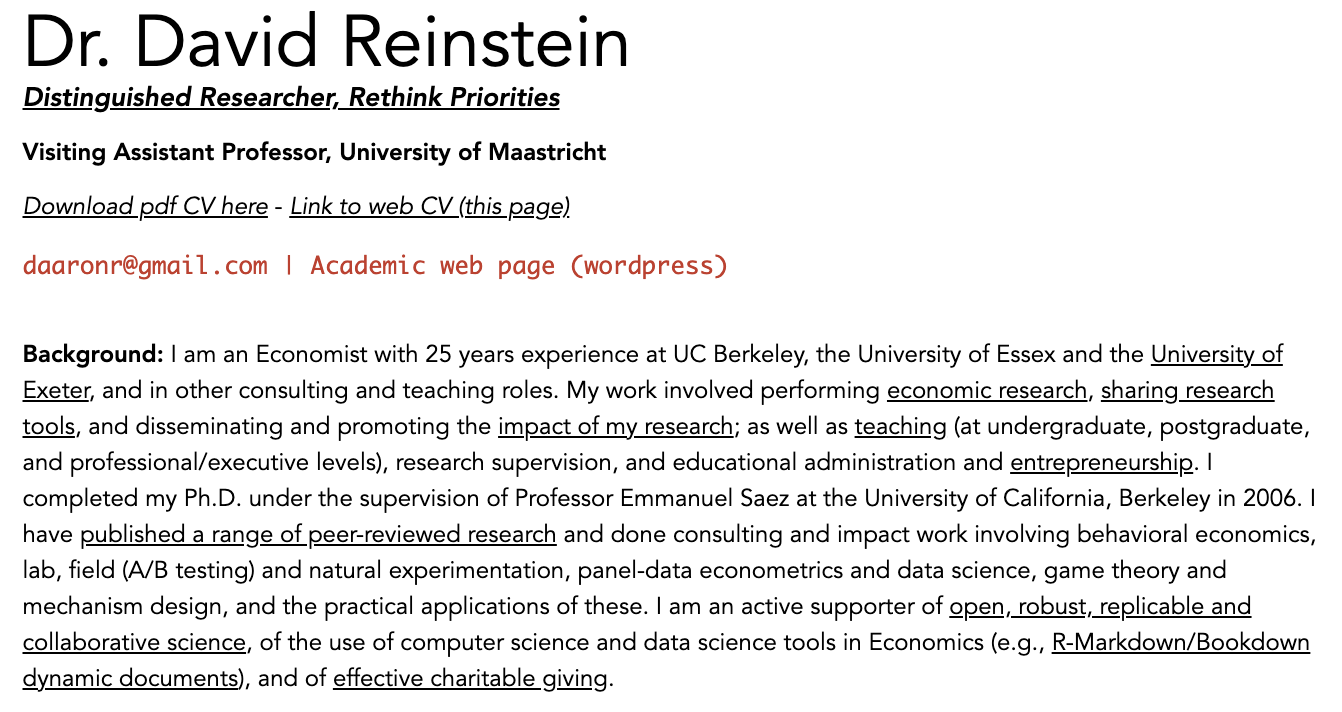 Dr. David Reinstein
Distinguished Researcher, Rethink Priorities
Visiting Assistant Professor, University of Maastricht
Download pdf CV here - Link to web CV (this page)
daaronr@gmail.com | Academic web page (wordpress)
Background: I am an Economist with 25 years experience at UC Berkeley, the University of Essex and the University of
Exeter, and in other consulting and teaching roles. My work involved performing economic research, sharing research
tools, and disseminating and promoting the impact of my research; as well as teaching (at undergraduate, postgraduate,
and professional/executive levels), research supervision, and educational administration and entrepreneurship. I
completed my Ph.D. under the supervision of Professor Emmanuel Saez at the University of California, Berkeley in 2006. I
have published a range of peer-reviewed research and done consulting and impact work involving behavioral economics,
lab, field (A/B testing) and natural experimentation, panel-data econometrics and data science, game theory and
mechanism design, and the practical applications of these. I am an active supporter of open, robust, replicable and
collaborative science, of the use of computer science and data science tools in Economics (e.g., R-Markdown/Bookdown
dynamic documents), and of effective charitable giving.